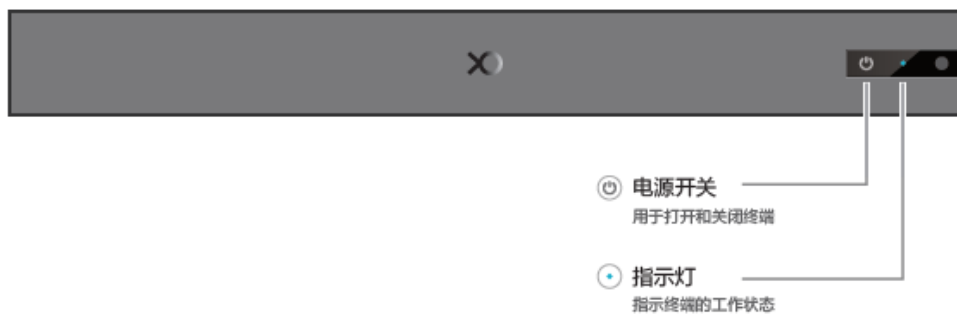 电源开关
用于打开和关闭终端
指示灯
指示终端的工作状态